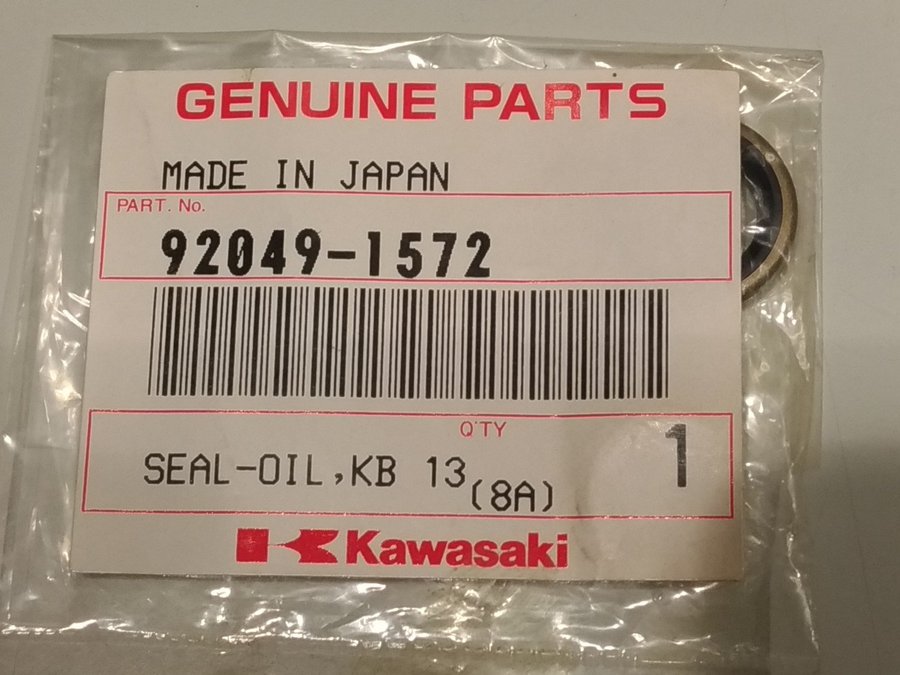 GENUINE PARTS
MADE IN JAPAN
PART. No.
92049-1572
Q'TY
SEAL-OIL,KB 13(8A) 1
Kawasaki